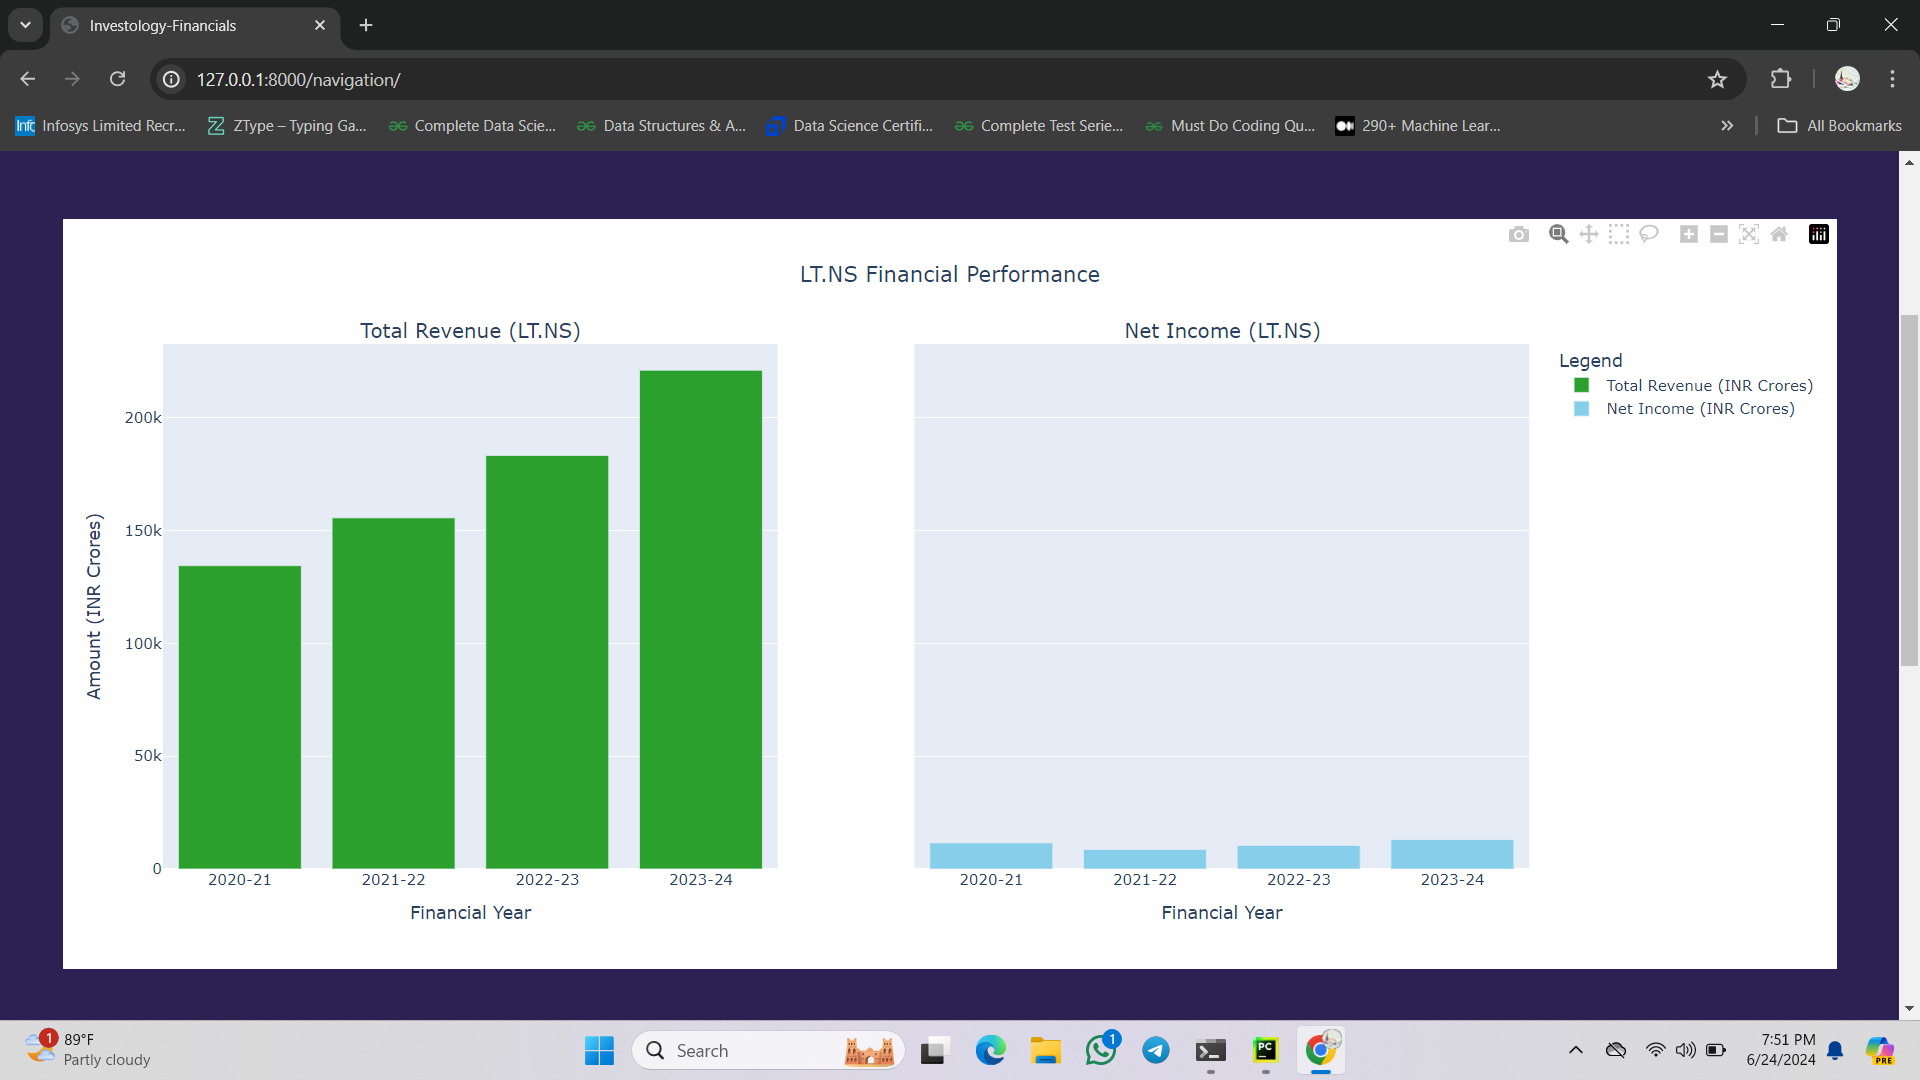 Investology-Financials
127.0.0.1:8000/navigation/
Infosys Limited Recr...
ZType – Typing Ga...
Complete Data Scie...
Data Structures & A...
Data Science Certifi...
Complete Test Serie...
Must Do Coding Qu...
290+ Machine Lear...
All Bookmarks
LT.NS Financial Performance
Total Revenue (LT.NS)
Net Income (LT.NS)
Legend
Total Revenue (INR Crores)
Net Income (INR Crores)
Amount (INR Crores)
200k
150k
100k
50k
0
2020-21
2021-22
2022-23
2023-24
Financial Year
2020-21
2021-22
2022-23
2023-24
Financial Year
1
89°F
Partly cloudy
Search
1
PC
7:51 PM
6/24/2024
PRE